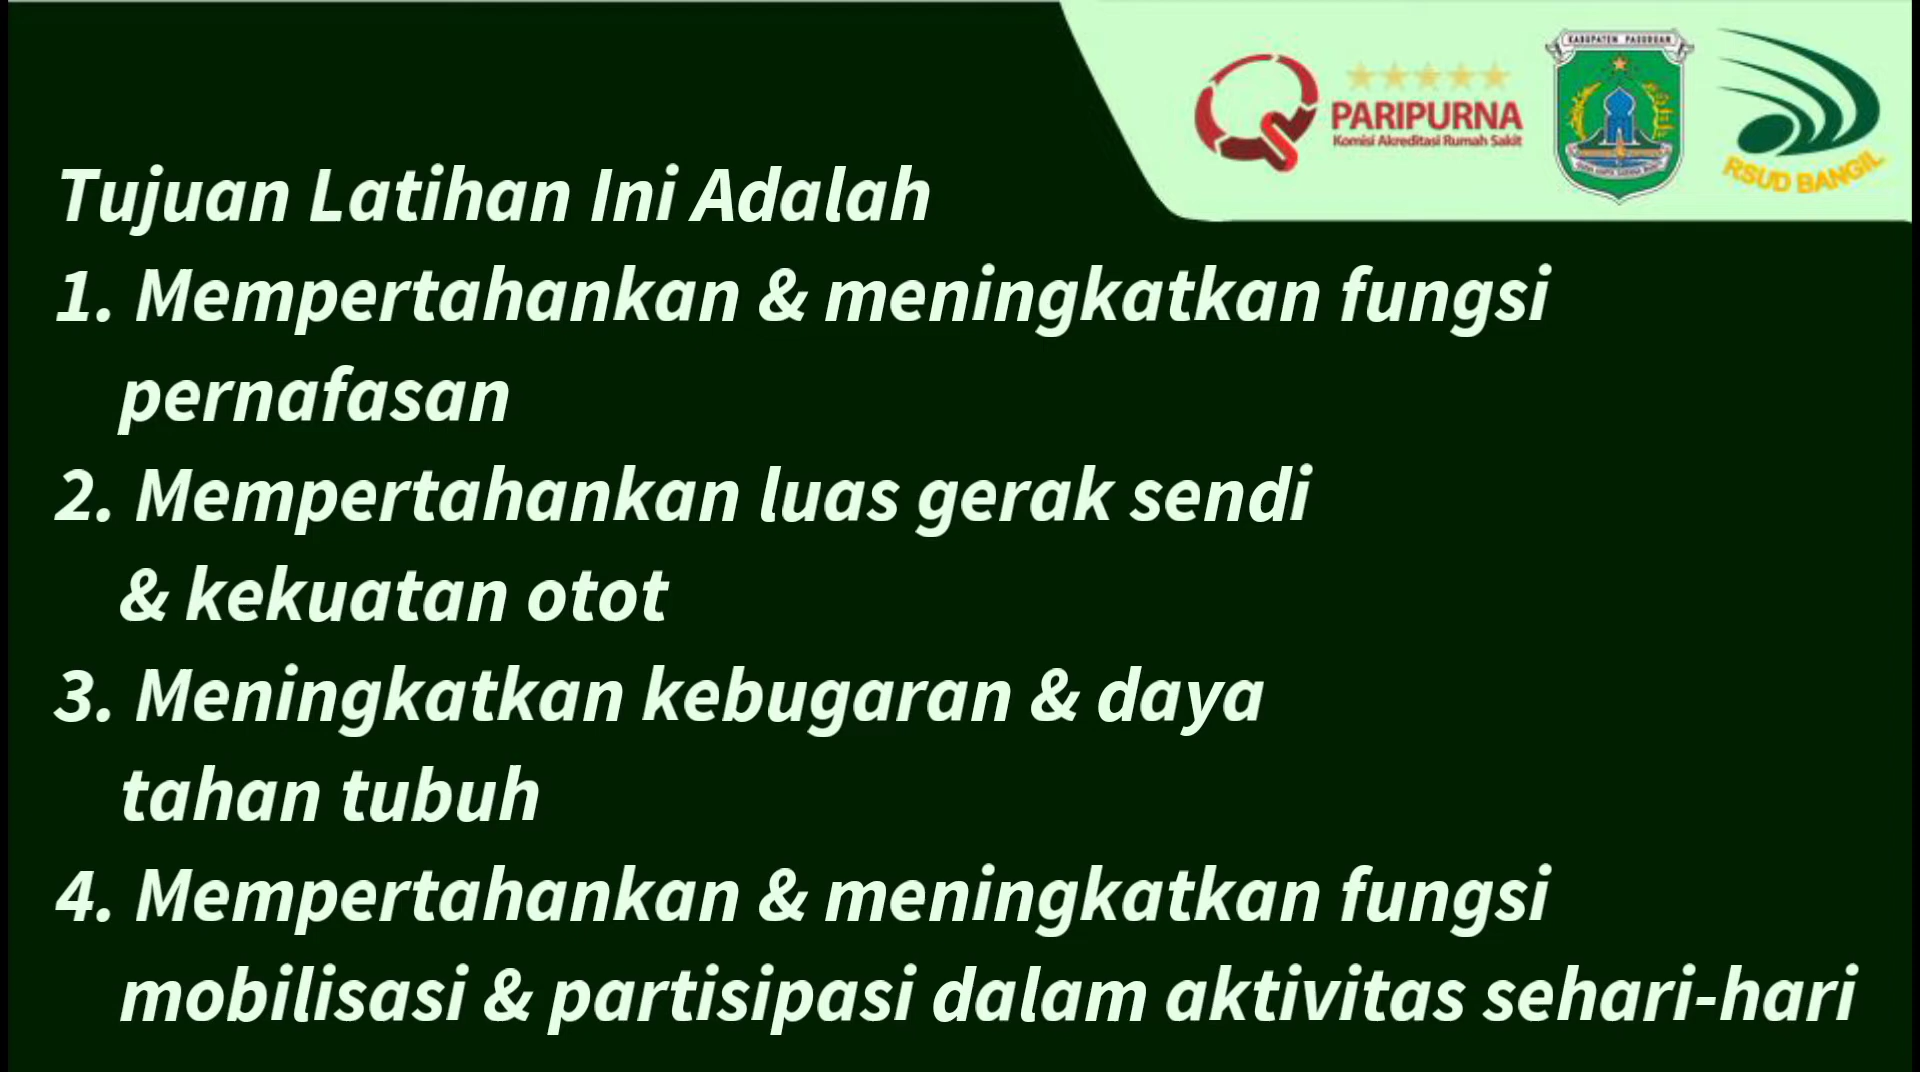 PARIPURNA
Komisi Akreditasi Rumah Sakit
KABUPATEN PASURUAN
RSUD BANGIL
Tujuan Latihan Ini Adalah
1. Mempertahankan & meningkatkan fungsi
pernafasan
2. Mempertahankan luas gerak sendi
& kekuatan otot
3. Meningkatkan kebugaran & daya
tahan tubuh
4. Mempertahankan & meningkatkan fungsi
mobilisasi & partisipasi dalam aktivitas sehari-hari